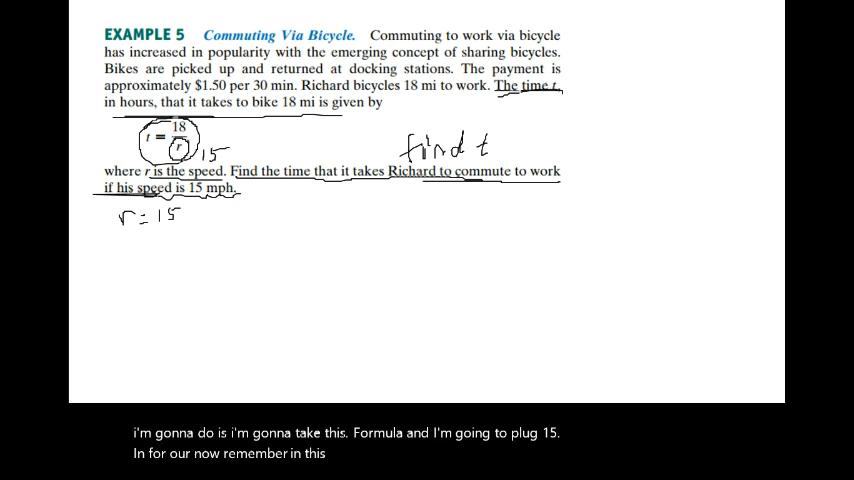 EXAMPLE 5 Commuting Via Bicycle. Commuting to work via bicycle
has increased in popularity with the emerging concept of sharing bicycles.
Bikes are picked up and returned at docking stations. The payment is
approximately $1.50 per 30 min. Richard bicycles 18 mi to work. The time t,
in hours, that it takes to bike 18 mi is given by
t = 18/r
15
find t
where r is the speed. Find the time that it takes Richard to commute to work
if his speed is 15 mph.
r = 15
i'm gonna do is i'm gonna take this. Formula and I'm going to plug 15.
In for our now remember in this